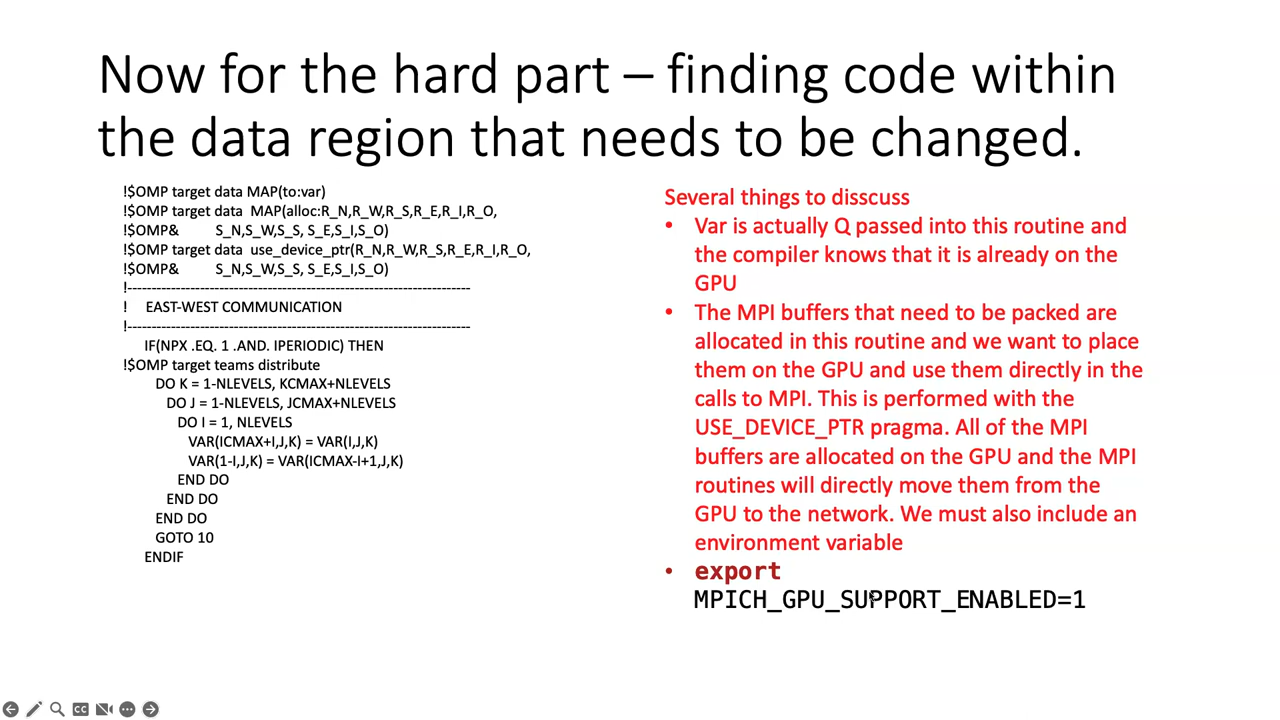 Now for the hard part – finding code within
the data region that needs to be changed.
!$OMP target data MAP(to:var)
!$OMP target data  MAP(alloc:R_N,R_W,R_S,R_E,R_I,R_O,
!$OMP&        S_N,S_W,S_S, S_E,S_I,S_O)
!$OMP target data  use_device_ptr(R_N,R_W,R_S,R_E,R_I,R_O,
!$OMP&        S_N,S_W,S_S, S_E,S_I,S_O)
!-----------------------------------------------------------------------
!    EAST-WEST COMMUNICATION
!-----------------------------------------------------------------------
IF(NPX .EQ. 1 .AND. IPERIODIC) THEN
!$OMP target teams distribute
DO K = 1-NLEVELS, KCMAX+NLEVELS
DO J = 1-NLEVELS, JCMAX+NLEVELS
DO I = 1, NLEVELS
VAR(ICMAX+I,J,K) = VAR(I,J,K)
VAR(1-I,J,K) = VAR(ICMAX-I+1,J,K)
END DO
END DO
END DO
GOTO 10
ENDIF
Several things to disscuss
• Var is actually Q passed into this routine and
the compiler knows that it is already on the
GPU
• The MPI buffers that need to be packed are
allocated in this routine and we want to place
them on the GPU and use them directly in the
calls to MPI. This is performed with the
USE_DEVICE_PTR pragma. All of the MPI
buffers are allocated on the GPU and the MPI
routines will directly move them from the
GPU to the network. We must also include an
environment variable
• export
MPICH_GPU_SUPPORT_ENABLED=1
CC